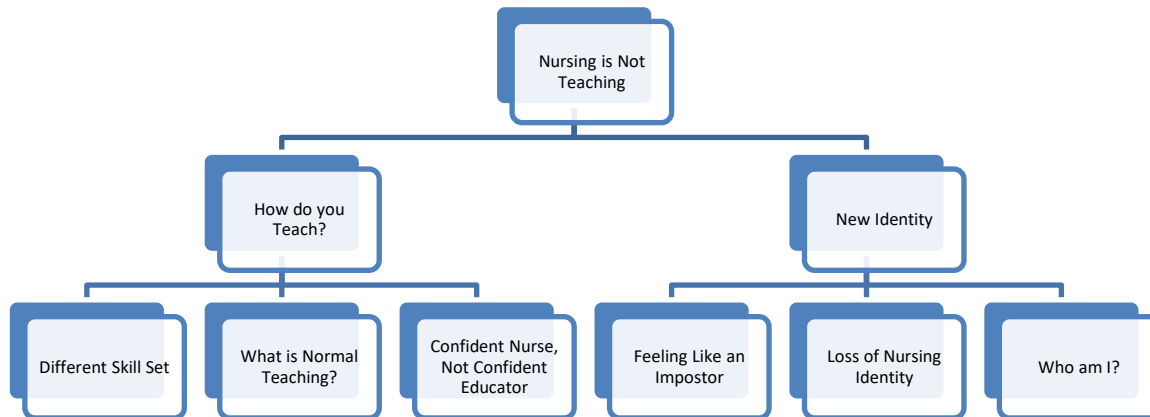 Nursing is Not
Teaching
How do you
Teach?
New Identity
Different Skill Set
What is Normal
Teaching?
Confident Nurse,
Not Confident
Educator
Feeling Like an
Impostor
Loss of Nursing
Identity
Who am I?